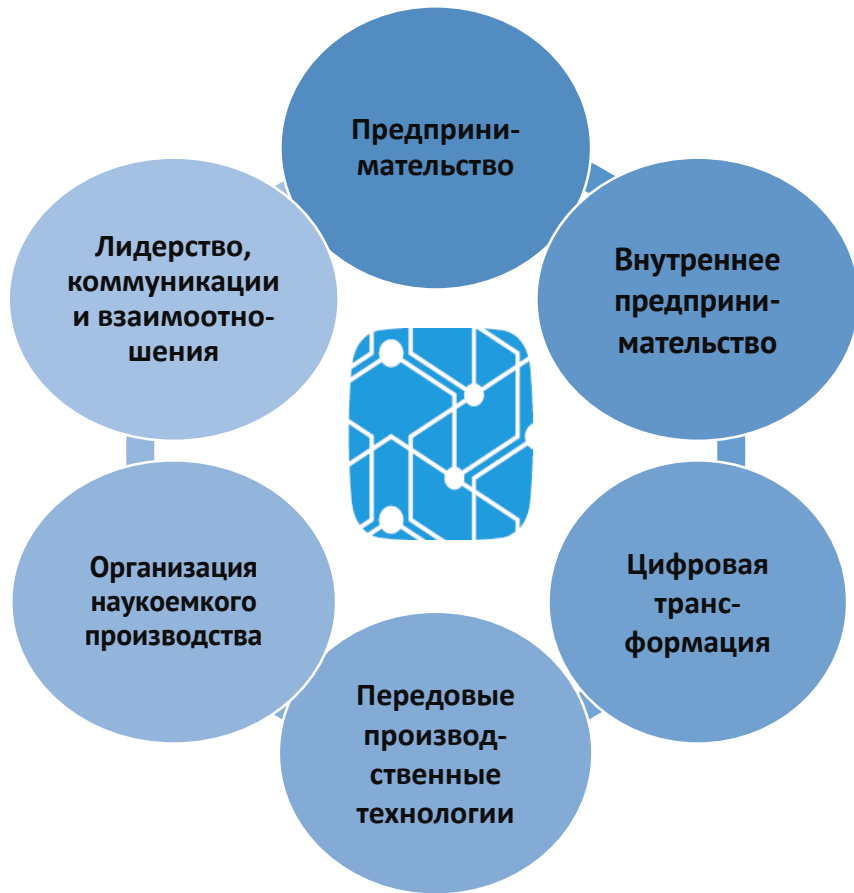 Предприни-
мательство
Внутреннее
предприни-
мательство
Цифровая
транс-
формация
Передовые
производ-
ственные
технологии
Организация
наукоемкого
производства
Лидерство,
коммуникации
и взаимоотно-
шения